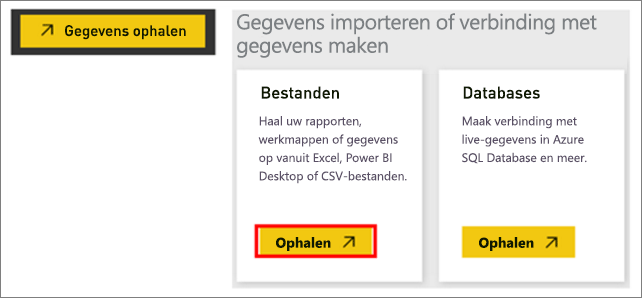 Gegevens ophalen
Gegevens importeren of verbinding met
gegevens maken
Bestanden
Haal uw rapporten,
werkmappen of gegevens
op vanuit Excel, Power BI
Desktop of CSV-bestanden.
Ophalen
Databases
Maak verbinding met
live-gegevens in Azure
SQL Database en meer.
Ophalen